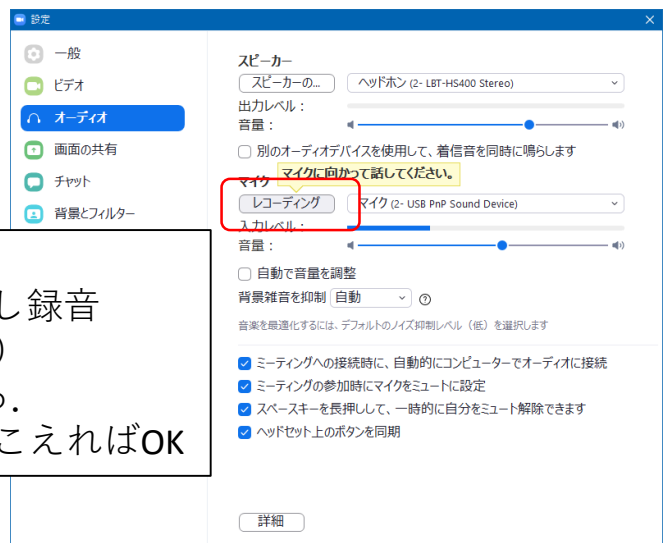 設定
一般
ビデオ
オーディオ
画面の共有
チャット
背景とフィルター
し録音
)
.
こえればOK
スピーカー
スピーカーの...
ヘッドホン (2- LBT-HS400 Stereo)
出力レベル：
音量：
別のオーディオデバイスを使用して、着信音を同時に鳴らします
マイク
マイクに向かって話してください。
レコーディング
マイク (2- USB PnP Sound Device)
入力レベル：
音量：
自動で音量を調整
背景雑音を抑制 自動
音楽を最適化するには、デフォルトのノイズ抑制レベル（低）を選択します
ミーティングへの接続時に、自動的にコンピューターでオーディオに接続
ミーティングの参加時にマイクをミュートに設定
スペースキーを長押しして、一時的に自分をミュート解除できます
ヘッドセット上のボタンを同期
詳細